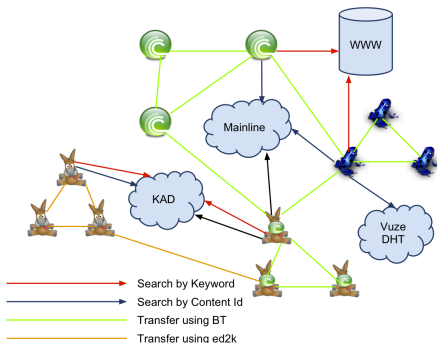 WWW
Mainline
KAD
Vuze
DHT
Search by Keyword
Search by Content Id
Transfer using BT
Transfer using ed2k